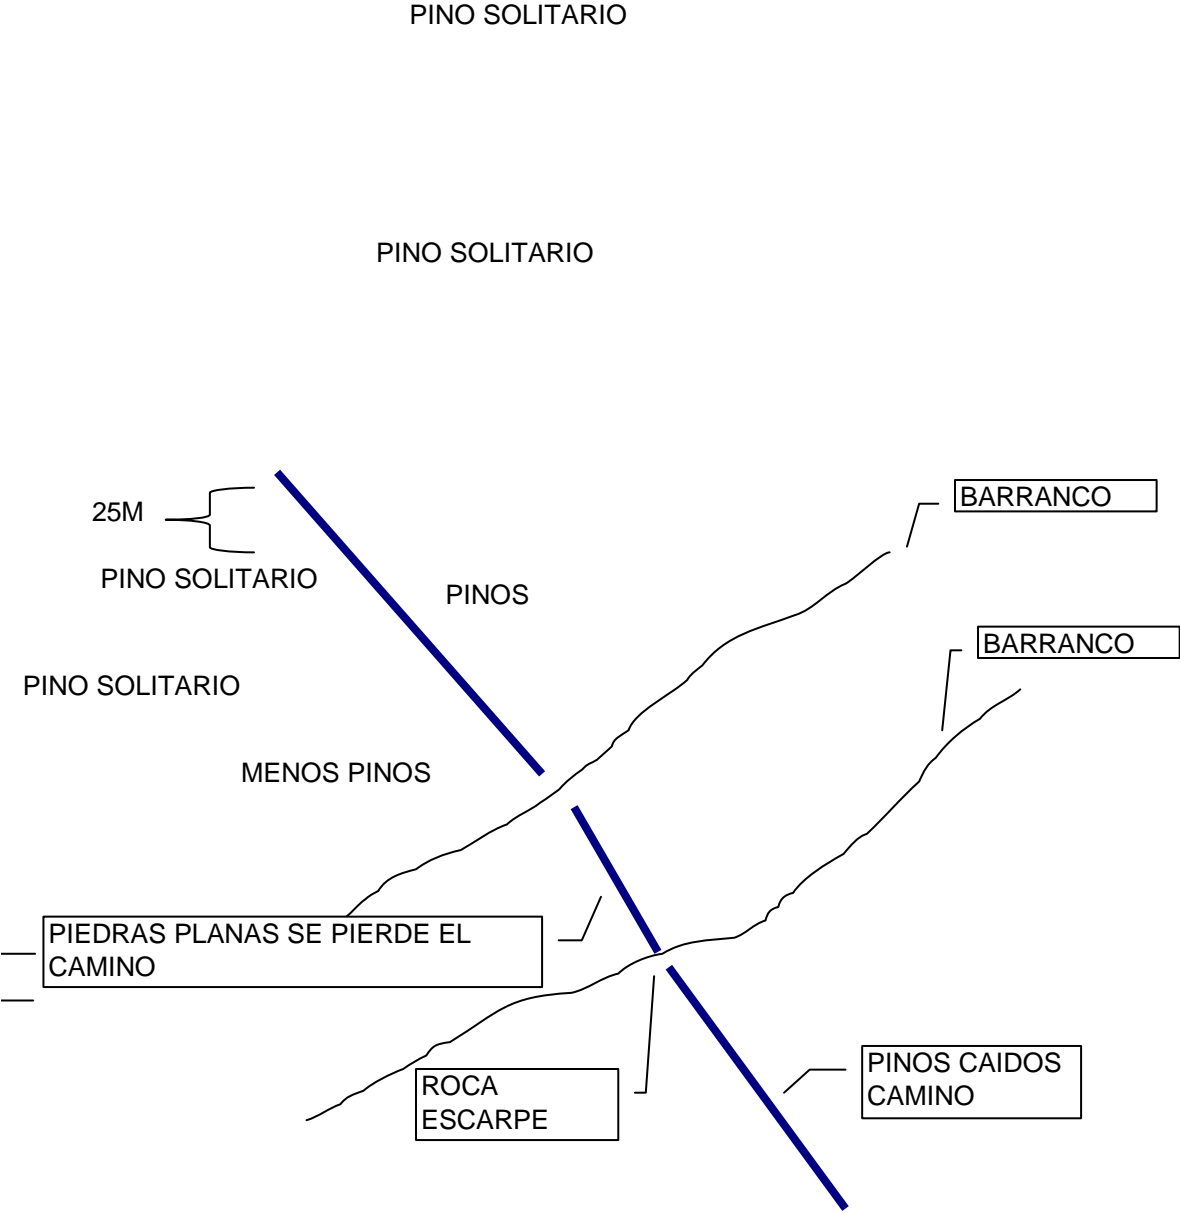 PINO SOLITARIO
PINO SOLITARIO
BARRANCO
25M
PINO SOLITARIO
PINOS
BARRANCO
PINO SOLITARIO
MENOS PINOS
PIEDRAS PLANAS SE PIERDE EL
CAMINO
PINOS CAIDOS
CAMINO
ROCA
ESCARPE